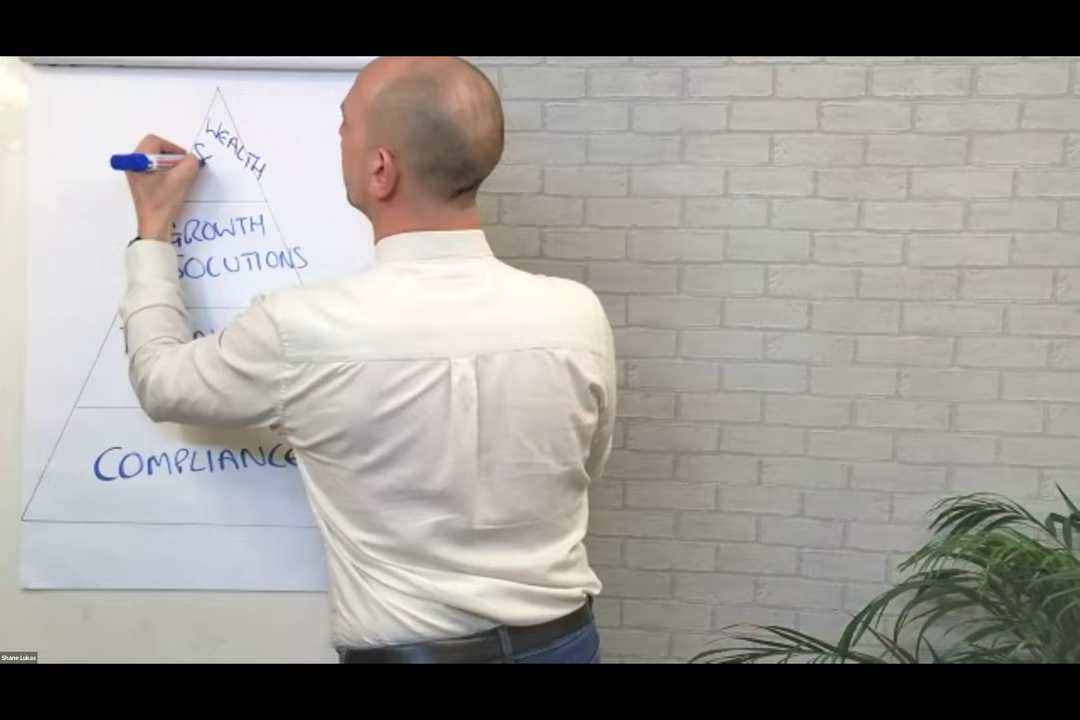 WEALTH
GROWTH
SOLUTIONS
COMPLIANCE
Shane Lukas